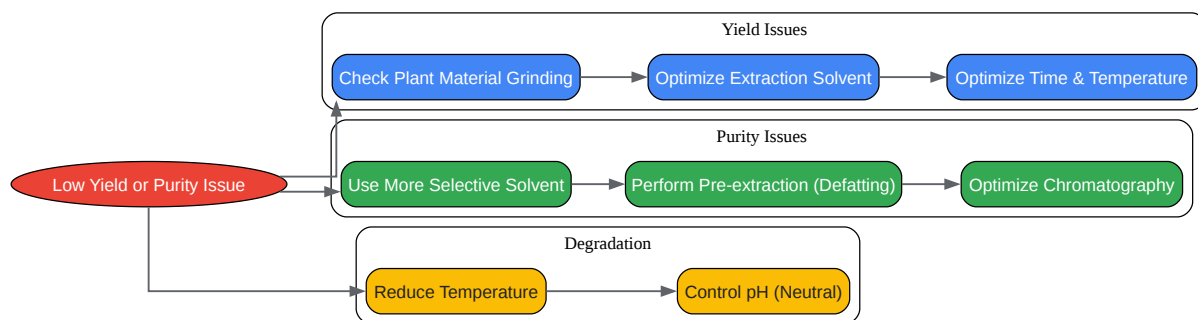 Yield Issues
Check Plant Material Grinding
Optimize Extraction Solvent
Optimize Time & Temperature
Purity Issues
Low Yield or Purity Issue
Use More Selective Solvent
Perform Pre-extraction (Defatting)
Optimize Chromatography
Degradation
Reduce Temperature
Control pH (Neutral)